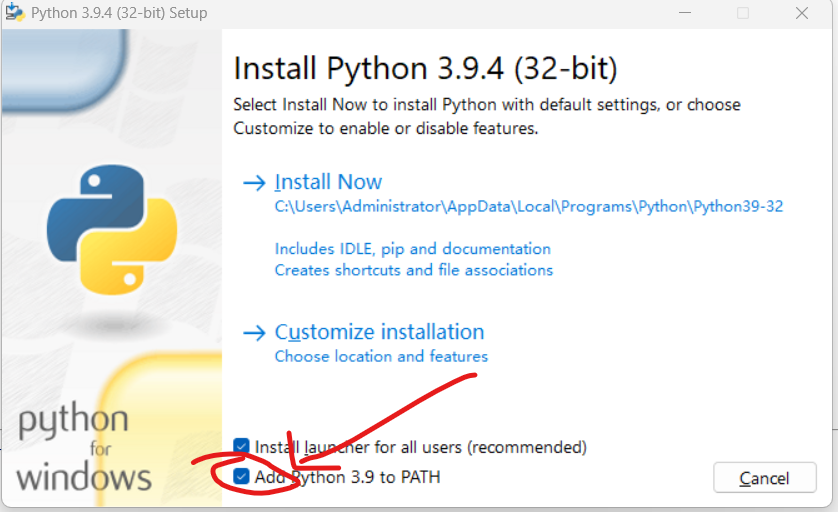 Python 3.9.4 (32-bit) Setup
Install Python 3.9.4 (32-bit)
Select Install Now to install Python with default settings, or choose
Customize to enable or disable features.
Install Now
C:\Users\Administrator\AppData\Local\Programs\Python\Python39-32
Includes IDLE, pip and documentation
Creates shortcuts and file associations
Customize installation
Choose location and features
python
for
windows
Install launcher for all users (recommended)
Add Python 3.9 to PATH
Cancel